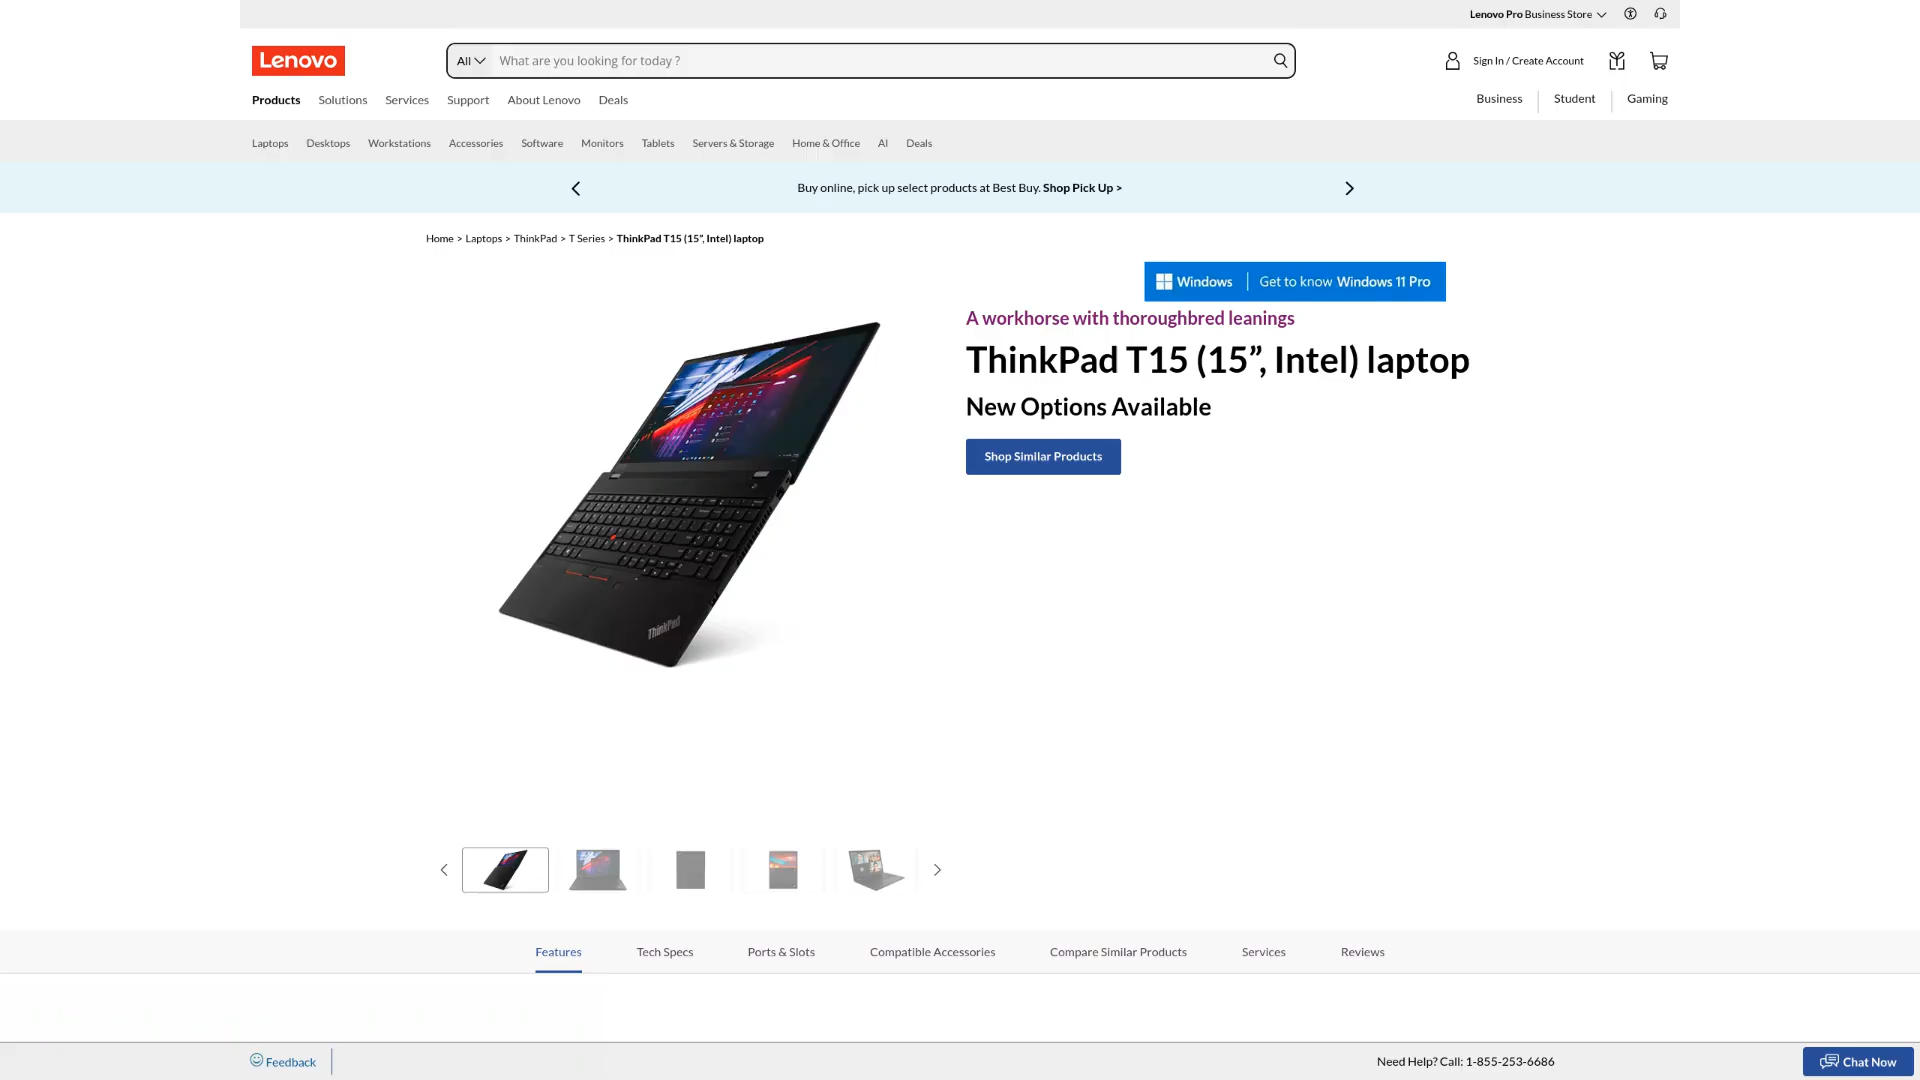 Lenovo Pro Business Store
Lenovo
All
What are you looking for today ?
Sign In / Create Account
Products
Solutions
Services
Support
About Lenovo
Deals
Business
Student
Gaming
Laptops
Desktops
Workstations
Accessories
Software
Monitors
Tablets
Servers & Storage
Home & Office
AI
Deals
Buy online, pick up select products at Best Buy. Shop Pick Up >
Home > Laptops > ThinkPad > T Series > ThinkPad T15 (15”, Intel) laptop
Windows | Get to know Windows 11 Pro
A workhorse with thoroughbred leanings
ThinkPad T15 (15”, Intel) laptop
New Options Available
Shop Similar Products
ThinkPad
Features
Tech Specs
Ports & Slots
Compatible Accessories
Compare Similar Products
Services
Reviews
Feedback
Need Help? Call: 1-855-253-6686
Chat Now